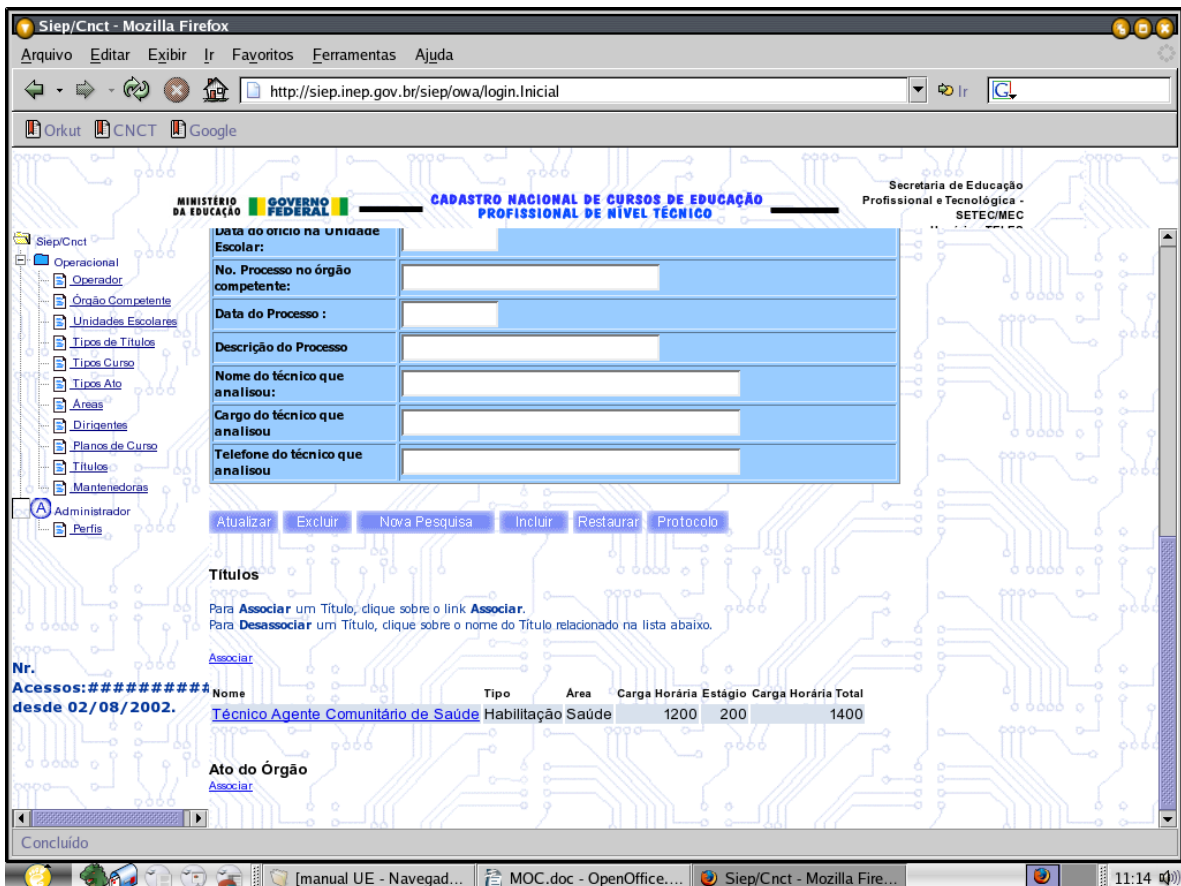 Siep/Cnct - Mozilla Firefox
Arquivo Editar Exibir Ir Favoritos Ferramentas Ajuda
http://siep.inep.gov.br/siep/owa/login.Inicial
Ir
G
Orkut CNCT Google
MINISTÉRIO DA EDUCAÇÃO
GOVERNO FEDERAL
CADASTRO NACIONAL DE CURSOS DE EDUCAÇÃO
PROFISSIONAL DE NÍVEL TÉCNICO
Secretaria de Educação
Profissional e Tecnológica -
SETEC/MEC
Siep/Cnct
Operacional
Operador
Órgão Competente
Unidades Escolares
Tipos de Títulos
Tipos Curso
Tipos Ato
Áreas
Dirigentes
Planos de Curso
Títulos
Mantenedoras
A Administrador
Perfis
Nr.
Acessos:##########
desde 02/08/2002.
Data do ofício na Unidade
Escolar:
No. Processo no órgão
competente:
Data do Processo :
Descrição do Processo
Nome do técnico que
analisou:
Cargo do técnico que
analisou
Telefone do técnico que
analisou
Atualizar Excluir Nova Pesquisa Incluir Restaurar Protocolo
Títulos
Para Associar um Título, clique sobre o link Associar.
Para Desassociar um Título, clique sobre o nome do Título relacionado na lista abaixo.
Associar
Nome Tipo Área Carga Horária Estágio Carga Horária Total
Técnico Agente Comunitário de Saúde Habilitação Saúde 1200 200 1400
Ato do Órgão
Associar
Concluído
[manual UE - Navegad... MOC.doc - OpenOffice.... Siep/Cnct - Mozilla Fire... 11:14